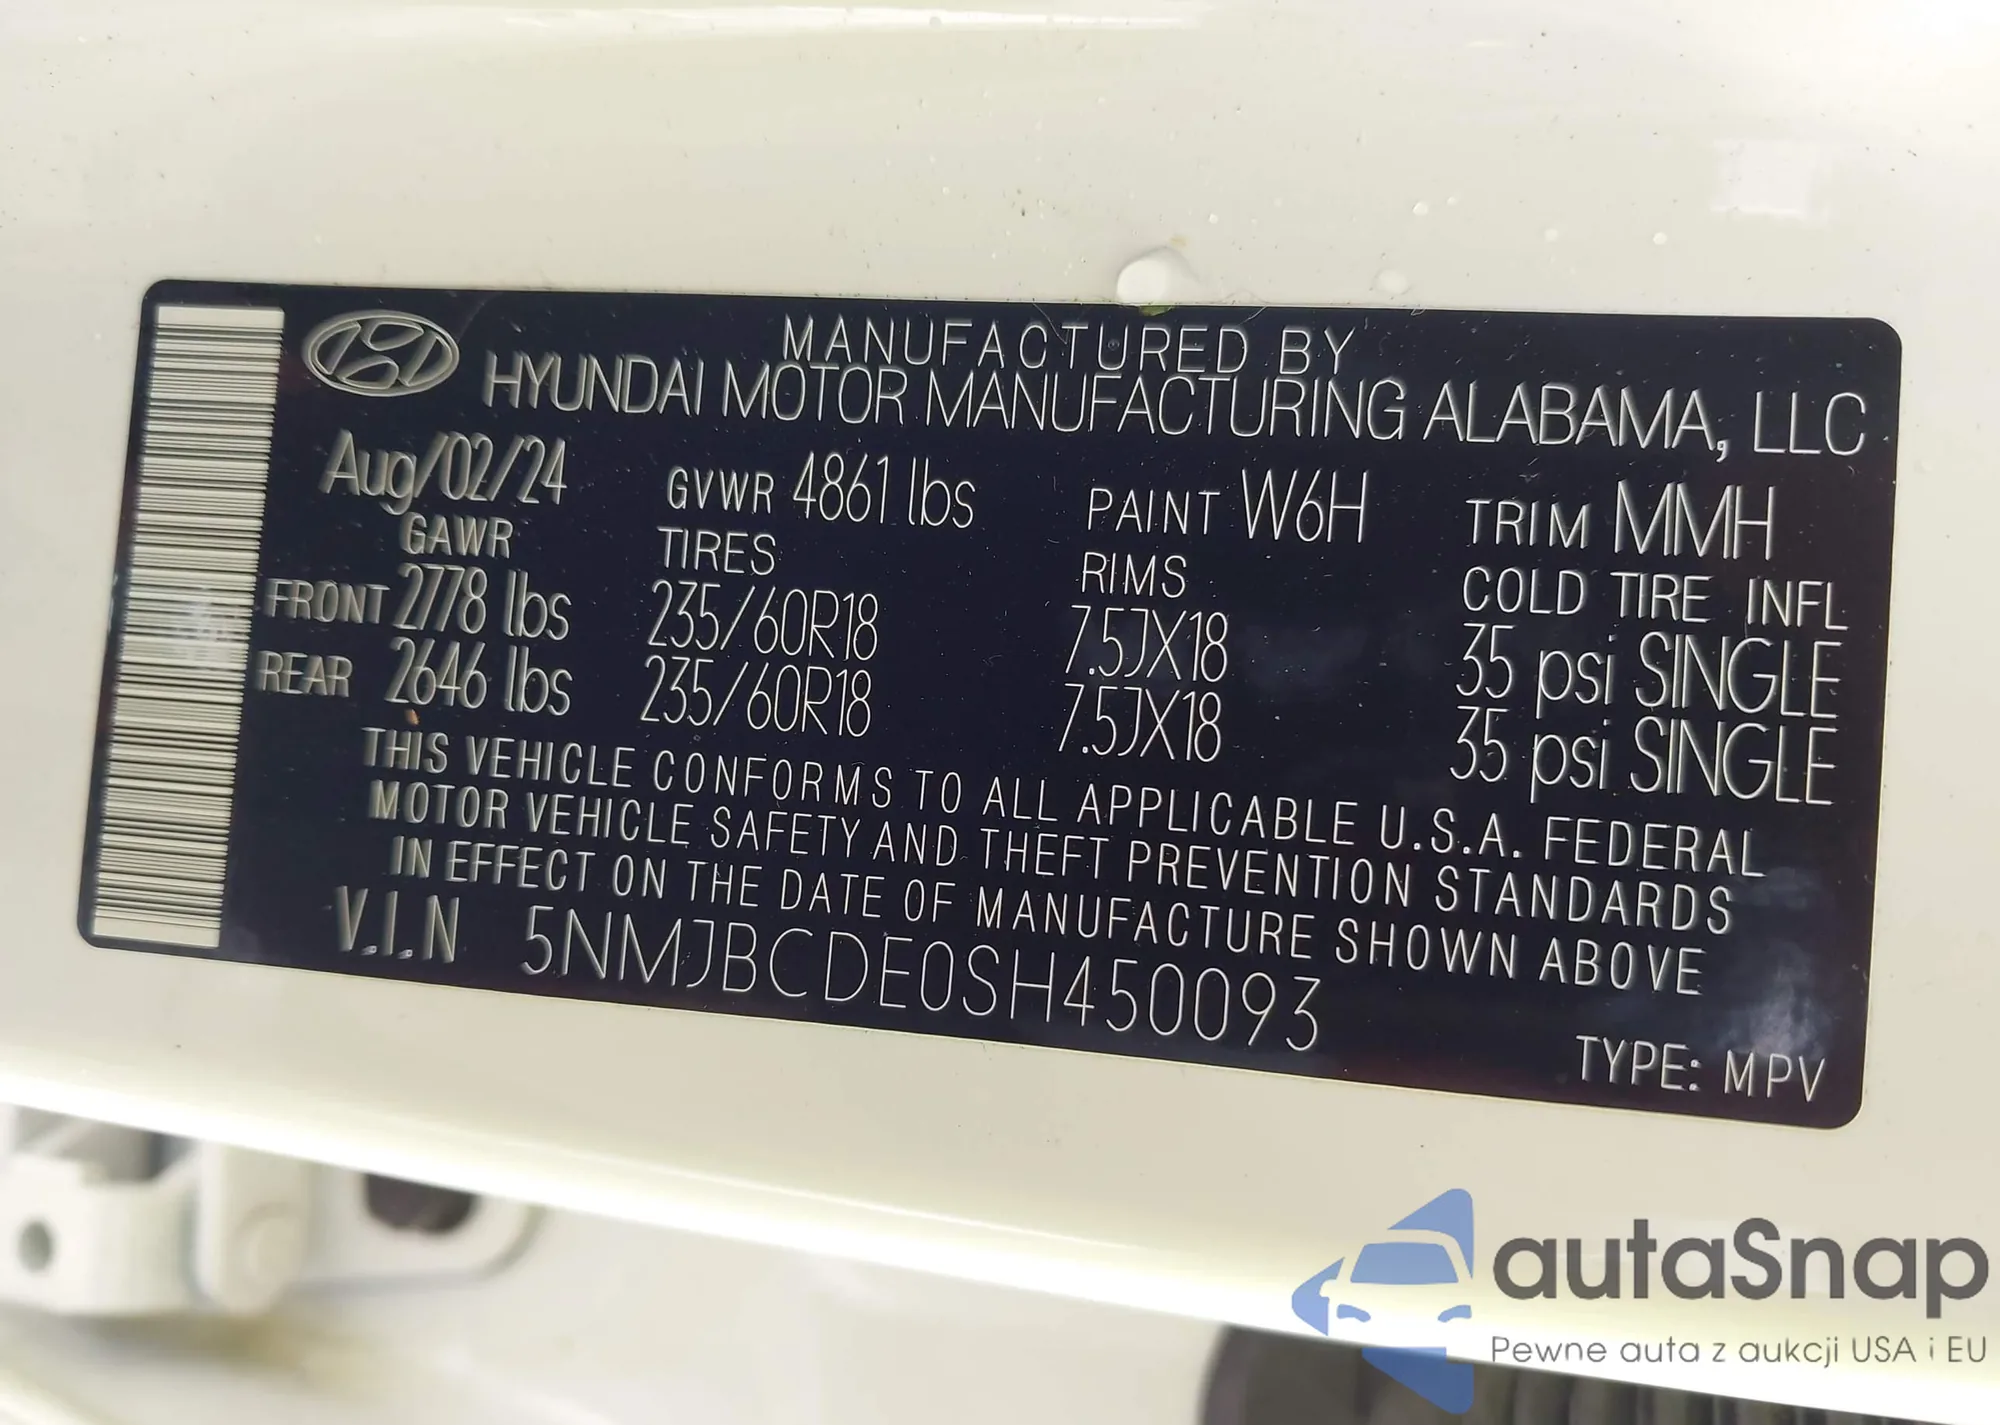 MANUFACTURED BY
HYUNDAI MOTOR MANUFACTURING ALABAMA, LLC
Aug/02/24 GVWR 4861 lbs PAINT W6H TRIM MMH
GAWR TIRES RIMS COLD TIRE INFL
FRONT 2778 lbs 235/60R18 7.5JX18 35 psi SINGLE
REAR 2646 lbs 235/60R18 7.5JX18 35 psi SINGLE
THIS VEHICLE CONFORMS TO ALL APPLICABLE U.S.A. FEDERAL
MOTOR VEHICLE SAFETY AND THEFT PREVENTION STANDARDS
IN EFFECT ON THE DATE OF MANUFACTURE SHOWN ABOVE
V.I.N 5NMJBCDE0SH450093
TYPE: MPV
autaSnap
Pewne auta z aukcji USA i EU